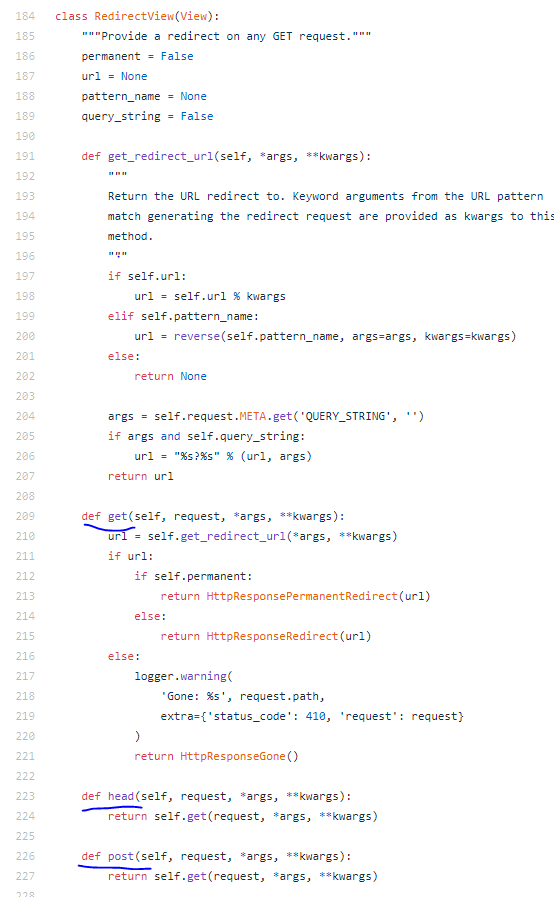 184 class RedirectView(View):
185     """Provide a redirect on any GET request."""
186     permanent = False
187     url = None
188     pattern_name = None
189     query_string = False
190
191     def get_redirect_url(self, *args, **kwargs):
192         """
193         Return the URL redirect to. Keyword arguments from the URL pattern
194         match generating the redirect request are provided as kwargs to this
195         method.
196         """
197         if self.url:
198             url = self.url % kwargs
199         elif self.pattern_name:
200             url = reverse(self.pattern_name, args=args, kwargs=kwargs)
201         else:
202             return None
203
204         args = self.request.META.get('QUERY_STRING', '')
205         if args and self.query_string:
206             url = "%s?%s" % (url, args)
207         return url
208
209     def get(self, request, *args, **kwargs):
210         url = self.get_redirect_url(*args, **kwargs)
211         if url:
212             if self.permanent:
213                 return HttpResponsePermanentRedirect(url)
214             else:
215                 return HttpResponseRedirect(url)
216         else:
217             logger.warning(
218                 'Gone: %s', request.path,
219                 extra={'status_code': 410, 'request': request}
220             )
221             return HttpResponseGone()
222
223     def head(self, request, *args, **kwargs):
224         return self.get(request, *args, **kwargs)
225
226     def post(self, request, *args, **kwargs):
227         return self.get(request, *args, **kwargs)
228